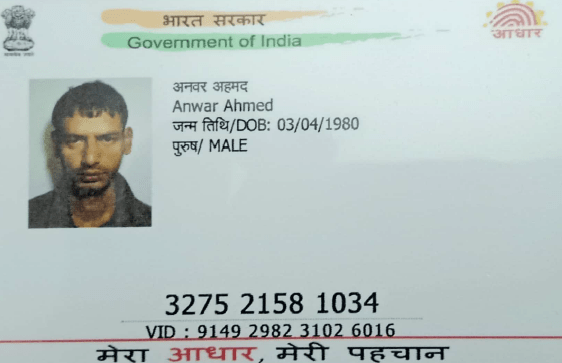 भारत सरकार
Government of India
आधार
अनवर अहमद
Anwar Ahmed
जन्म तिथि/DOB: 03/04/1980
पुरुष/ MALE
3275 2158 1034
VID : 9149 2982 3102 6016
मेरा आधार, मेरी पहचान